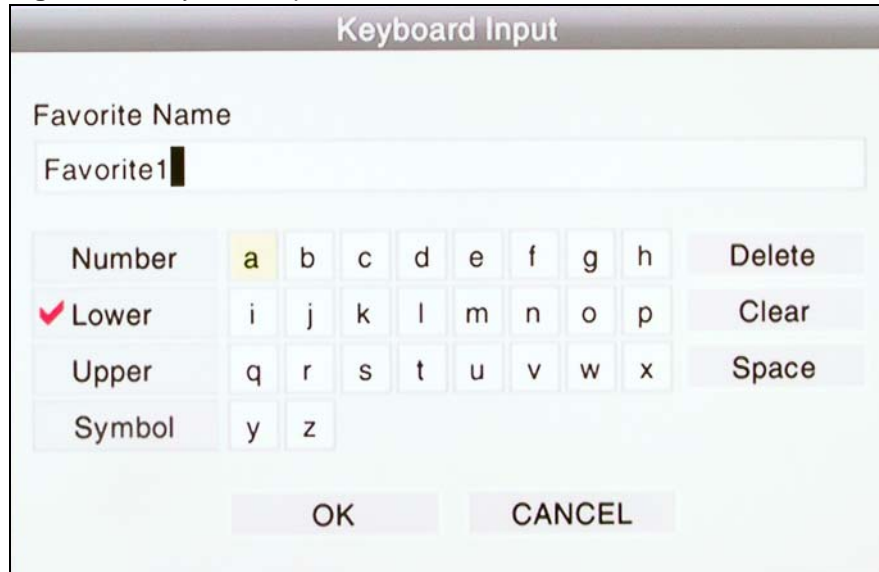 Keyboard Input
Favorite Name
Favorite1
Number a b c d e f g h Delete
Lower i j k l m n o p Clear
Upper q r s t u v w x Space
Symbol y z
OK CANCEL